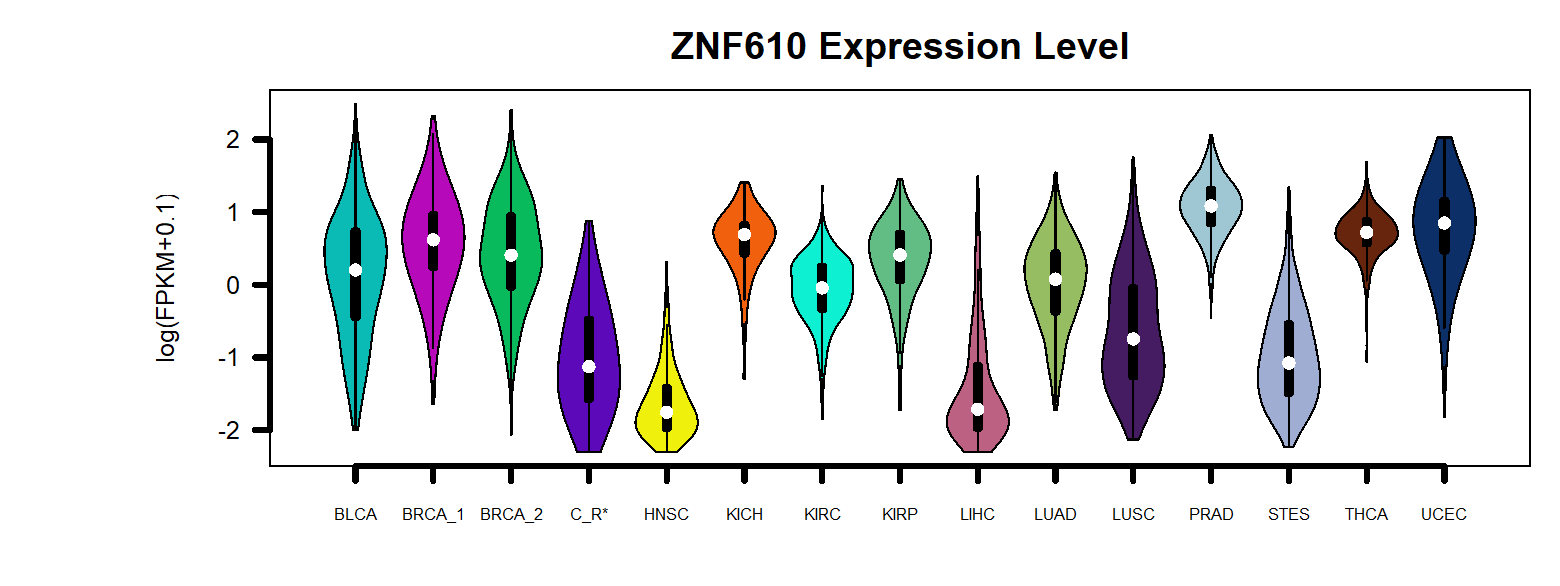 ZNF610 Expression Level
log(FPKM+0.1)
2
1
0
-1
-2
BLCA BRCA_1 BRCA_2 C_R* HNSC KICH KIRC KIRP LIHC LUAD LUSC PRAD STES THCA UCEC